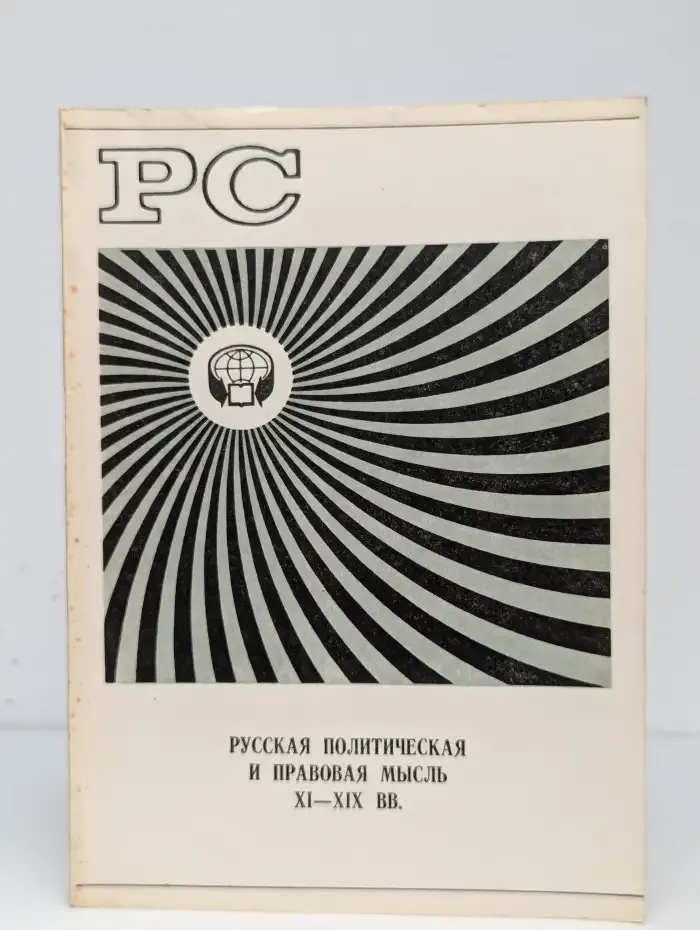 РС
РУССКАЯ ПОЛИТИЧЕСКАЯ
И ПРАВОВАЯ МЫСЛЬ
XI—XIX ВВ.